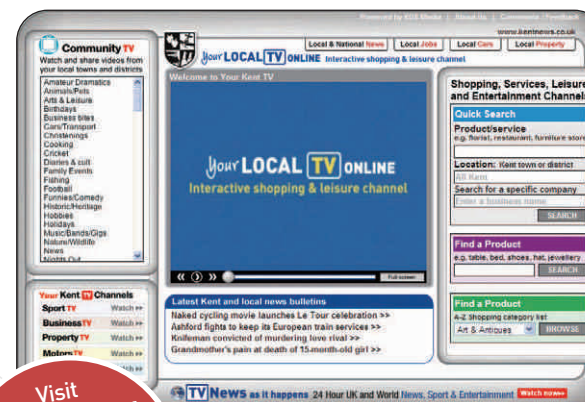 Powered by KOS Media | About Us | Comments / Feedback
www.kentnews.co.uk
Local & National News
Local Jobs
Local Cars
Local Property
Your LOCAL TV ONLINE Interactive shopping & leisure channel
Community TV
Watch and share videos from
your local towns and districts
Amateur Dramatics
Animals/Pets
Arts & Leisure
Birthdays
Business bites
Cars/Transport
Christenings
Cooking
Cricket
Diaries & cult
Family Events
Fishing
Football
Funnies/Comedy
Historic/Heritage
Hobbies
Holidays
Music/Bands/Gigs
Nature/Wildlife
News
Nights Out
Your Kent TV Channels
Sport TV Watch >>
Business TV Watch >>
Property TV Watch >>
Motors TV Watch >>
Visit
Welcome to Your Kent TV
Your LOCAL TV ONLINE
Interactive shopping & leisure channel
Full screen
Latest Kent and local news bulletins
Naked cycling movie launches Le Tour celebration >>
Ashford fights to keep its European train services >>
Knifeman convicted of murdering love rival >>
Grandmother's pain at death of 15-month-old girl >>
TV News as it happens 24 Hour UK and World News, Sport & Entertainment Watch now>>
Shopping, Services, Leisure
and Entertainment Channels
Quick Search
Product/service
e.g. florist, restaurant, furniture store
Location: Kent town or district
All Kent
Search for a specific company
Enter a business name
SEARCH
Find a Product
e.g. table, bed, shoes, hat, jewellery
SEARCH
Find a Product
A-Z Shopping category list
Art & Antiques
BROWSE